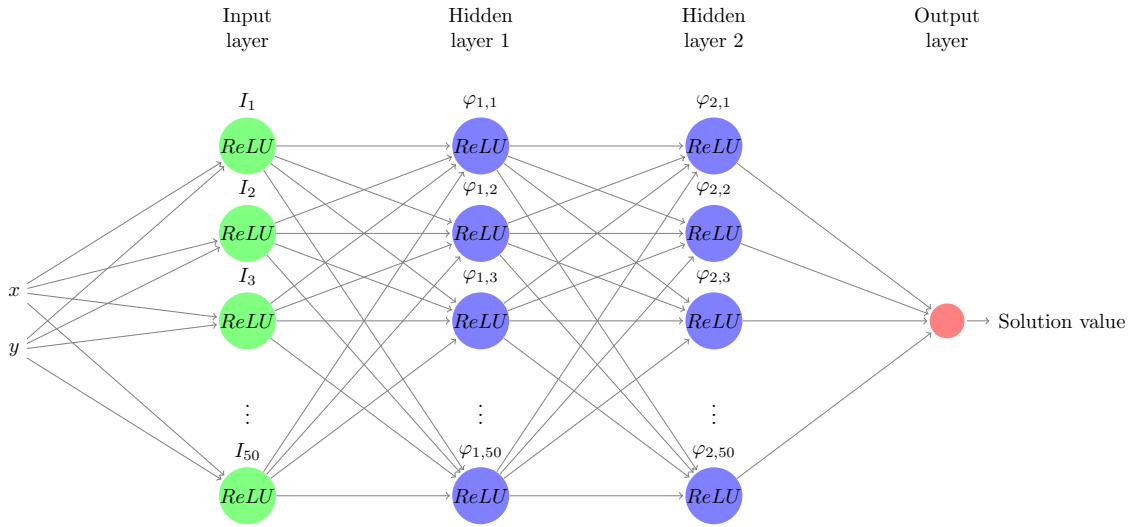 Input
layer
Hidden
layer 1
Hidden
layer 2
Output
layer
I₁
φ₁,₁
φ₂,₁
ReLU
ReLU
ReLU
I₂
φ₁,₂
φ₂,₂
ReLU
ReLU
ReLU
I₃
φ₁,₃
φ₂,₃
x
ReLU
ReLU
ReLU
Solution value
y
⋮
⋮
⋮
I₅₀
φ₁,₅₀
φ₂,₅₀
ReLU
ReLU
ReLU